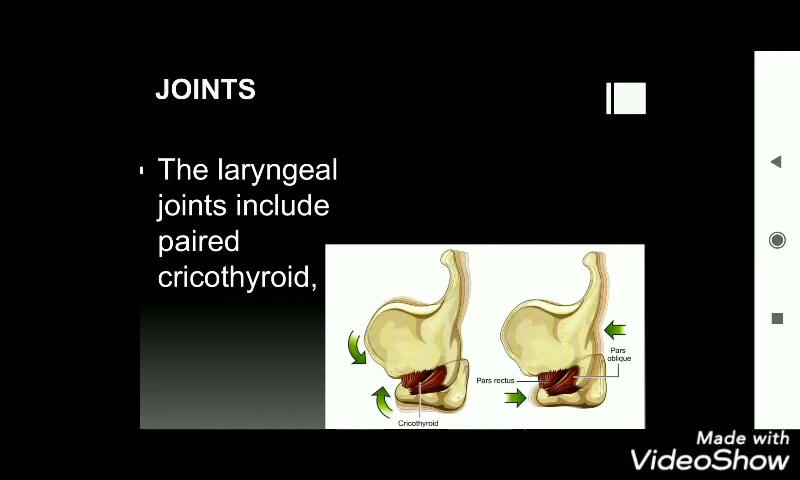 JOINTS
The laryngeal
joints include
paired
cricothyroid,
Pars
oblique
Pars rectus
Cricothyroid
Made with
VideoShow